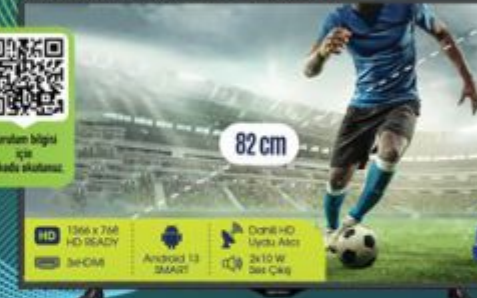 kurulum bilgisi
için
kodu okutunuz.
82 cm
HD
1366 x 768
HD READY
Android 13
SMART
Dahili HD
Uydu Alıcı
3xHDMI
2x10 W
Ses Çıkış